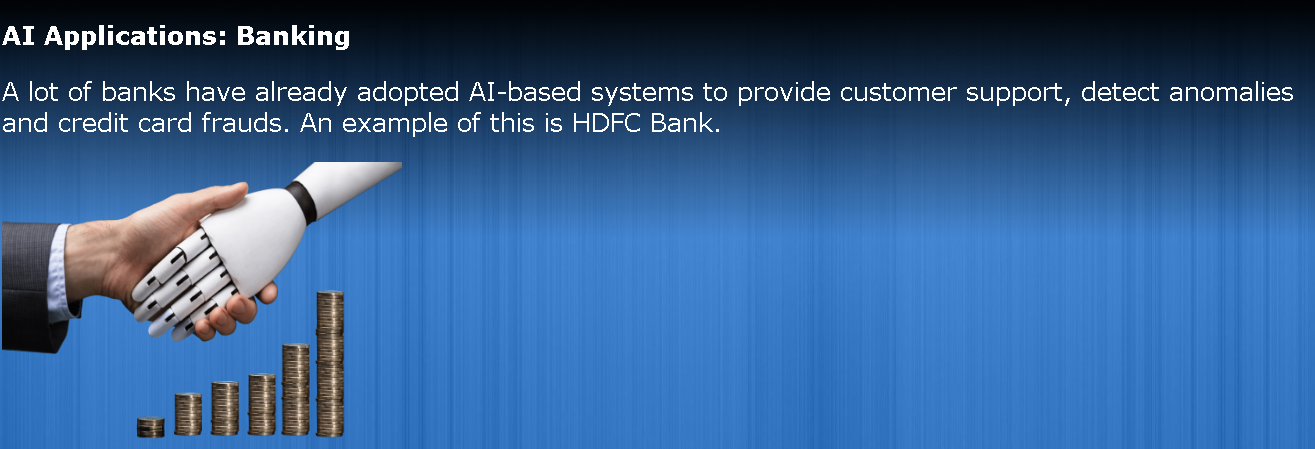 AI Applications: Banking
A lot of banks have already adopted AI-based systems to provide customer support, detect anomalies
and credit card frauds. An example of this is HDFC Bank.